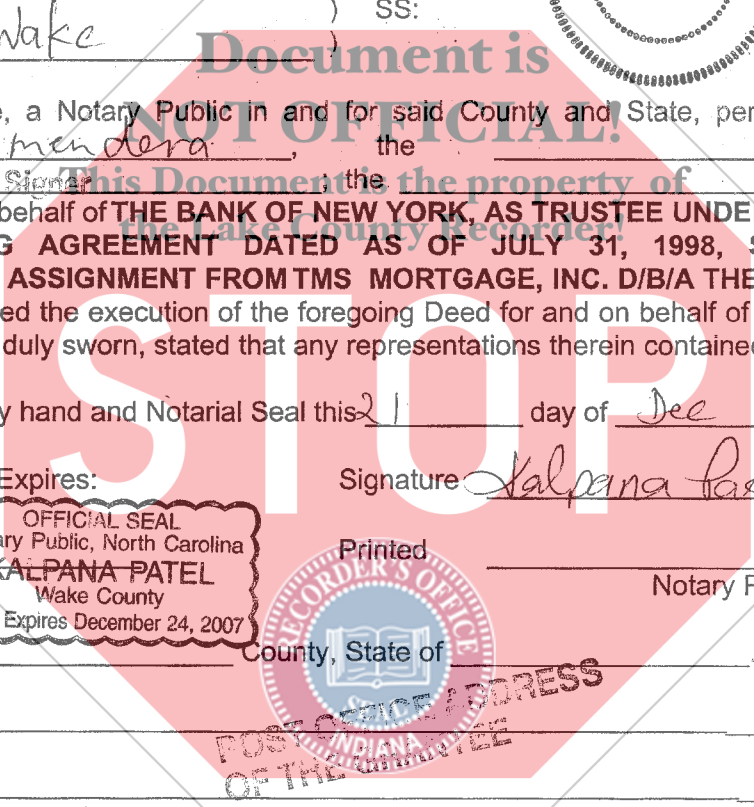 ) SS:
Wake )
Document is
e, a Notary Public in and for said County and State, per
NOT OFFICIAL!
mendera, the
Signer ; the
This Document is the property of
behalf of THE BANK OF NEW YORK, AS TRUSTEE UNDE
the Lake County Recorder!
G AGREEMENT DATED AS OF JULY 31, 1998,
ASSIGNMENT FROM TMS MORTGAGE, INC. D/B/A THE
ed the execution of the foregoing Deed for and on behalf of
duly sworn, stated that any representations therein containe
STOP
y hand and Notarial Seal this 21 day of Dec
Expires: Signature Kalpana Pa
OFFICIAL SEAL
ary Public, North Carolina
KALPANA PATEL
Wake County
Expires December 24, 2007
Printed
Notary P
County, State of
RECORDER'S OFFICE
SEAL
INDIANA
POST OFFICE ADDRESS
OF THE GRANTEE